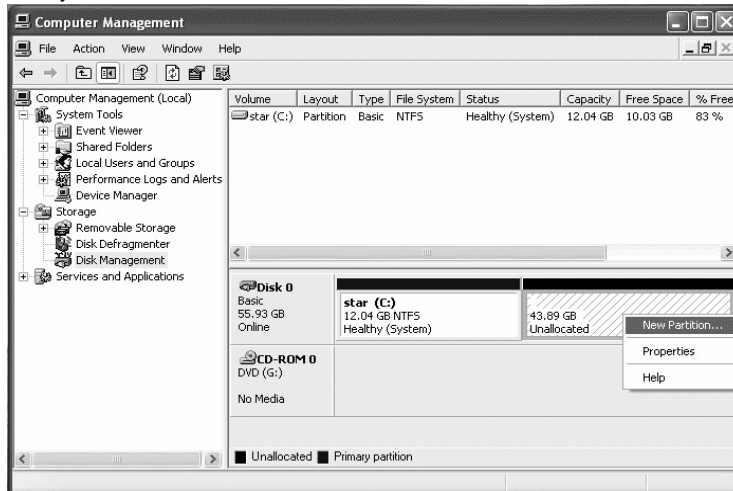 Computer Management
File Action View Window Help
Computer Management (Local)
System Tools
Event Viewer
Shared Folders
Local Users and Groups
Performance Logs and Alerts
Device Manager
Storage
Removable Storage
Disk Defragmenter
Disk Management
Services and Applications
Volume Layout Type File System Status Capacity Free Space % Free
star (C:) Partition Basic NTFS Healthy (System) 12.04 GB 10.03 GB 83 %
Disk 0
Basic
55.93 GB
Online
star (C:)
12.04 GB NTFS
Healthy (System)
43.89 GB
Unallocated
New Partition...
Properties
Help
CD-ROM 0
DVD (G:)
No Media
Unallocated Primary partition